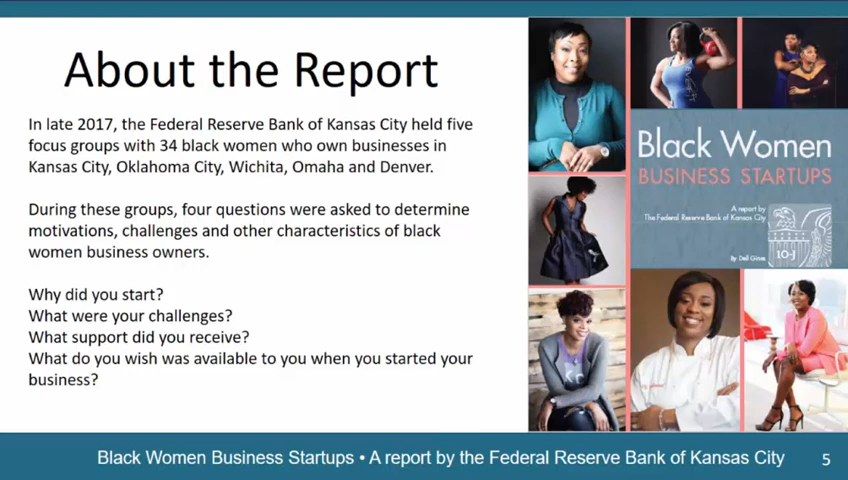 About the Report
In late 2017, the Federal Reserve Bank of Kansas City held five
focus groups with 34 black women who own businesses in
Kansas City, Oklahoma City, Wichita, Omaha and Denver.
During these groups, four questions were asked to determine
motivations, challenges and other characteristics of black
women business owners.
Why did you start?
What were your challenges?
What support did you receive?
What do you wish was available to you when you started your
business?
Black Women
BUSINESS STARTUPS
A report by
The Federal Reserve Bank of Kansas City
10-J
By Dell Gines
Black Women Business Startups • A report by the Federal Reserve Bank of Kansas City
5